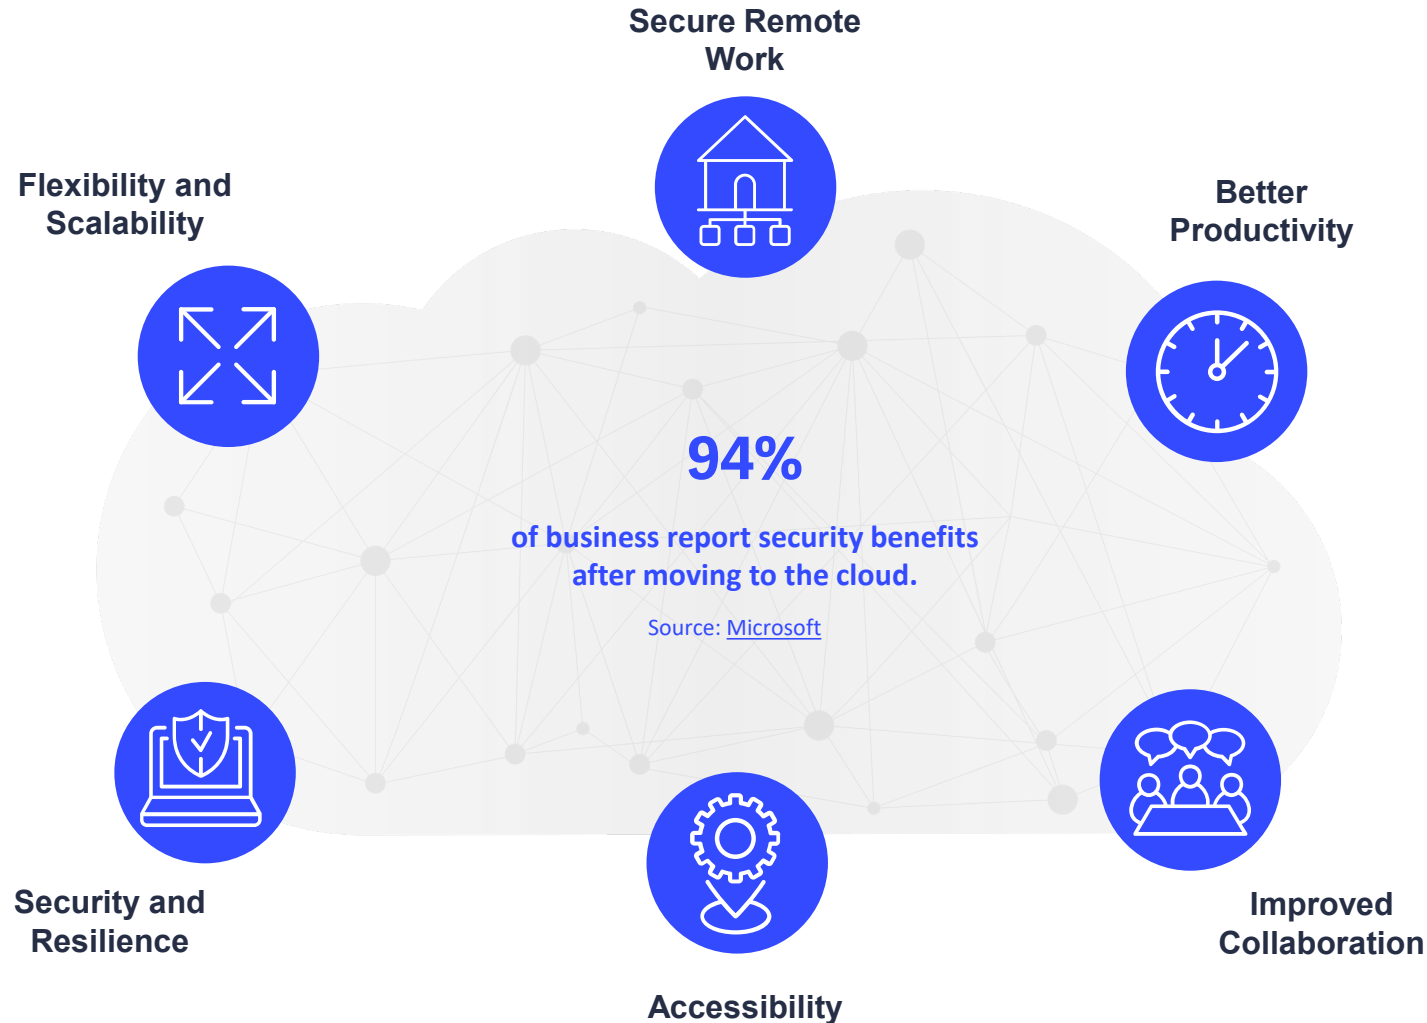 Secure Remote
Work
Flexibility and
Scalability
Better
Productivity
94%
of business report security benefits
after moving to the cloud.
Source: Microsoft
Security and
Resilience
Improved
Collaboration
Accessibility